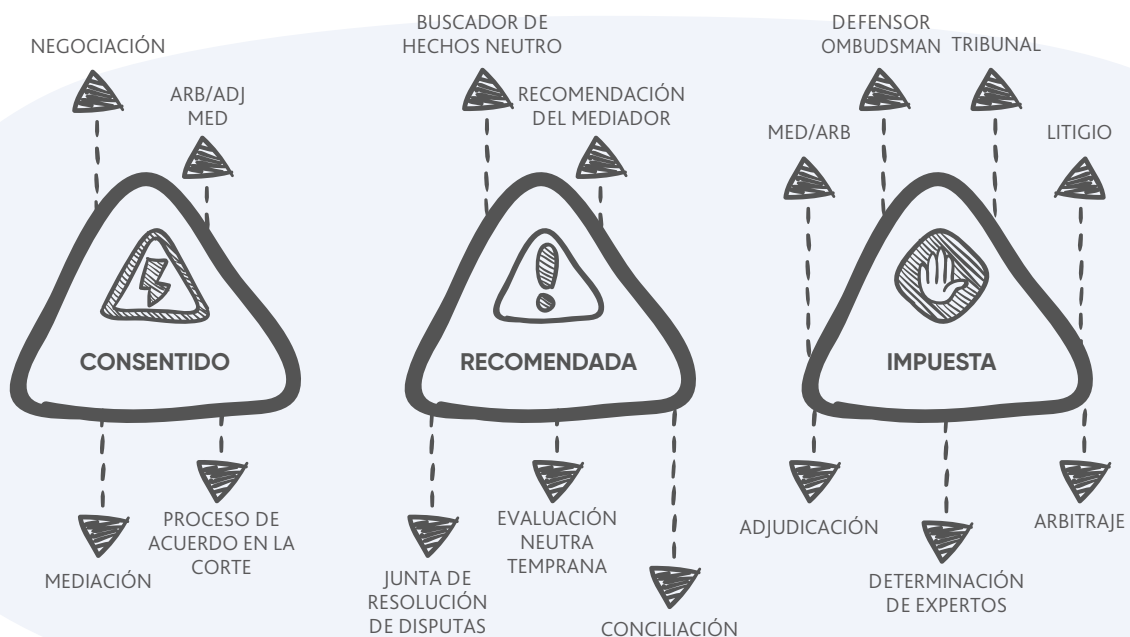 NEGOCIACIÓN
ARB/ADJ
MED
CONSENTIDO
MEDIACIÓN
PROCESO DE
ACUERDO EN LA
CORTE
BUSCADOR DE
HECHOS NEUTRO
RECOMENDACIÓN
DEL MEDIADOR
RECOMENDADA
JUNTA DE
RESOLUCIÓN
DE DISPUTAS
EVALUACIÓN
NEUTRA
TEMPRANA
CONCILIACIÓN
DEFENSOR
OMBUDSMAN
TRIBUNAL
MED/ARB
LITIGIO
IMPUESTA
ADJUDICACIÓN
DETERMINACIÓN
DE EXPERTOS
ARBITRAJE